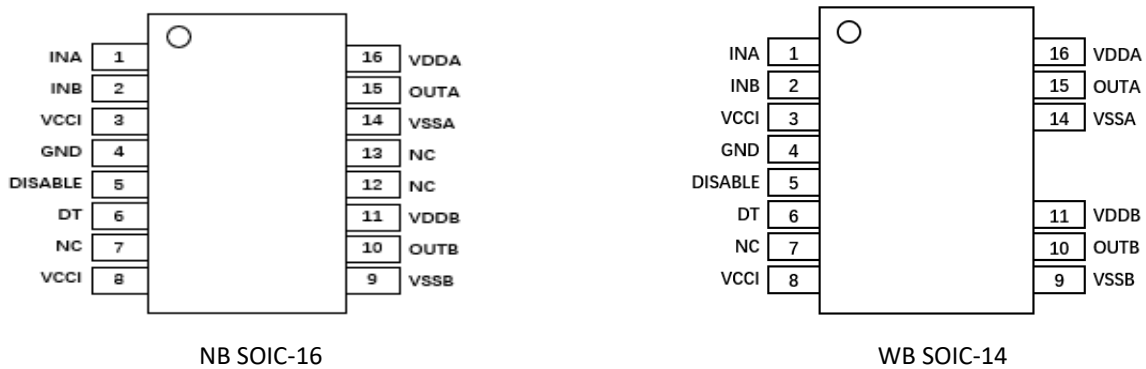 INA 1 16 VDDA
INB 2 15 OUTA
VCCI 3 14 VSSA
GND 4 13 NC
DISABLE 5 12 NC
DT 6 11 VDDB
NC 7 10 OUTB
VCCI 8 9 VSSB
NB SOIC-16
INA 1 16 VDDA
INB 2 15 OUTA
VCCI 3 14 VSSA
GND 4
DISABLE 5
DT 6 11 VDDB
NC 7 10 OUTB
VCCI 8 9 VSSB
WB SOIC-14